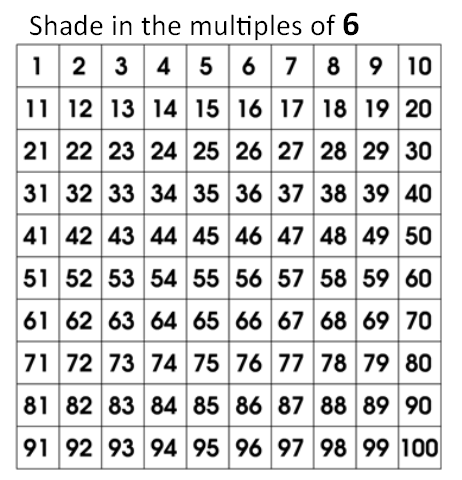 Shade in the multiples of 6
1 2 3 4 5 6 7 8 9 10
11 12 13 14 15 16 17 18 19 20
21 22 23 24 25 26 27 28 29 30
31 32 33 34 35 36 37 38 39 40
41 42 43 44 45 46 47 48 49 50
51 52 53 54 55 56 57 58 59 60
61 62 63 64 65 66 67 68 69 70
71 72 73 74 75 76 77 78 79 80
81 82 83 84 85 86 87 88 89 90
91 92 93 94 95 96 97 98 99 100